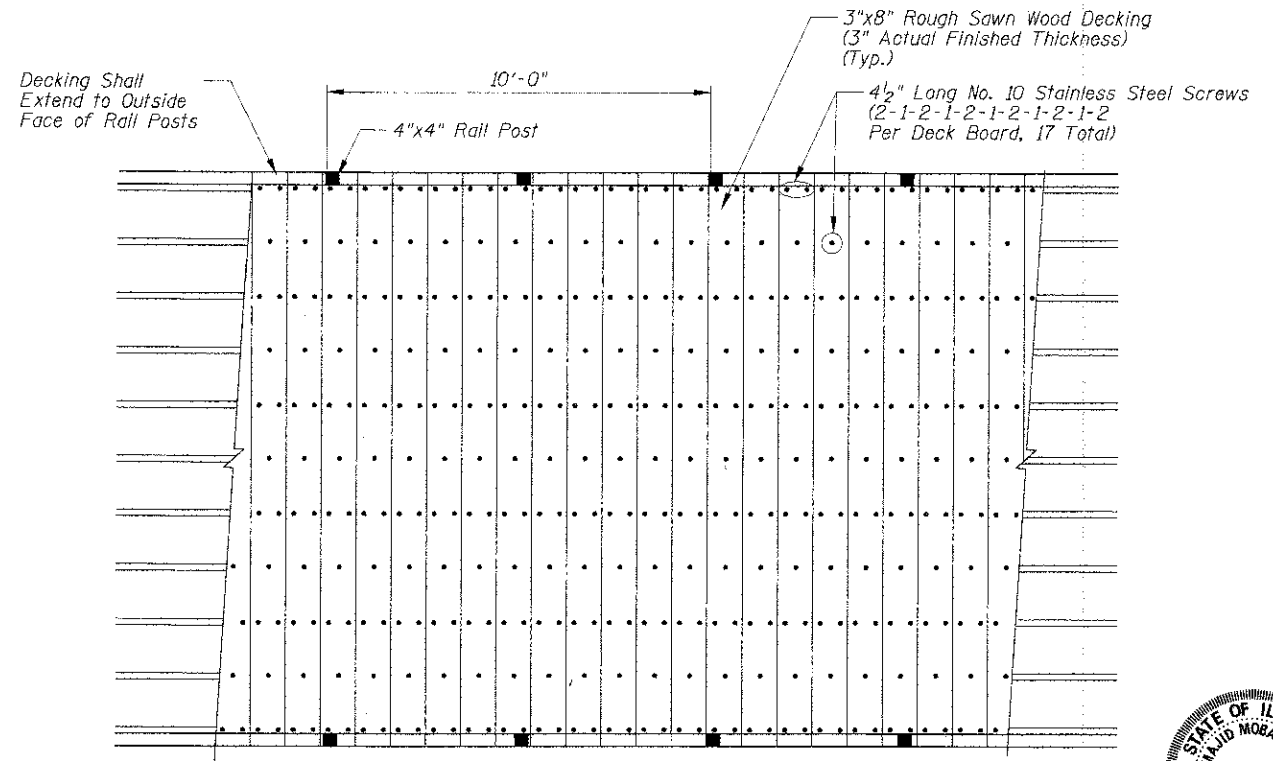 3"x8" Rough Sawn Wood Decking
(3" Actual Finished Thickness)
(Typ.)
Decking Shall
Extend to Outside
Face of Rail Posts
10'-0"
4"x4" Rail Post
4½" Long No. 10 Stainless Steel Screws
(2-1-2-1-2-1-2-1-2-1-2
Per Deck Board, 17 Total)
STATE OF IL
MAJID MOBA